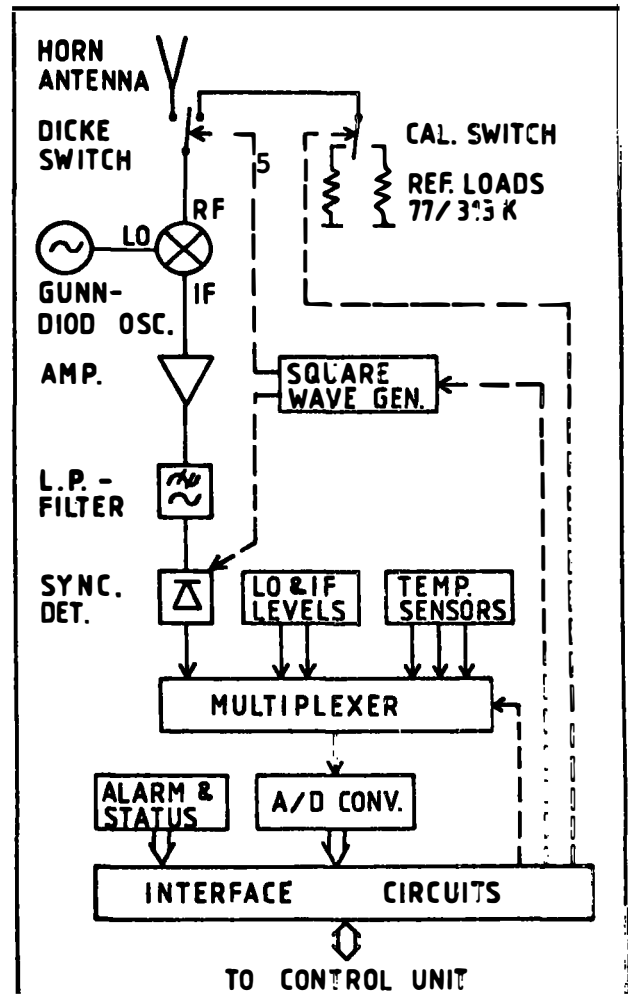 HORN
ANTENNA
DICKE
SWITCH
5
CAL. SWITCH
REF. LOADS
RF
LO
GUNN-
DIOD OSC.
IF
AMP.
SQUARE
WAVE GEN.
L.P. -
FILTER
SYNC.
DET.
LO & IF
LEVELS
TEMP.
SENSORS
MULTIPLEXER
ALARM &
STATUS
A/D CONV.
INTERFACE CIRCUITS
TO CONTROL UNIT